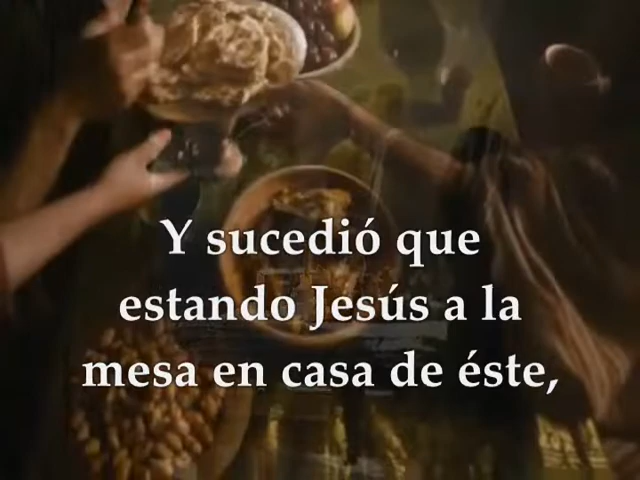 Y sucedió que
estando Jesús a la
mesa en casa de éste,